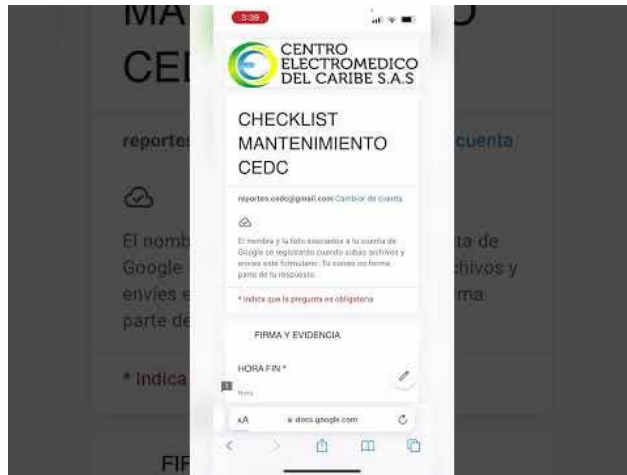 3:39
CENTRO
ELECTROMEDICO
DEL CARIBE S.A.S
CHECKLIST
MANTENIMIENTO
CEDC
reportes.cedc@gmail.com Cambiar de cuenta
El nombre y la foto asociados a tu cuenta de
Google se registrarán cuando subas archivos y
envíes este formulario. Tu correo no forma
parte de tu respuesta.
* Indica que la pregunta es obligatoria
FIRMA Y EVIDENCIA
HORA FIN *
Hora
AA docs.google.com
MA
CE
reporte
cuenta
El nomb
ta de
Google
chivos y
envíes e
rma
parte de
* Indica
FIF